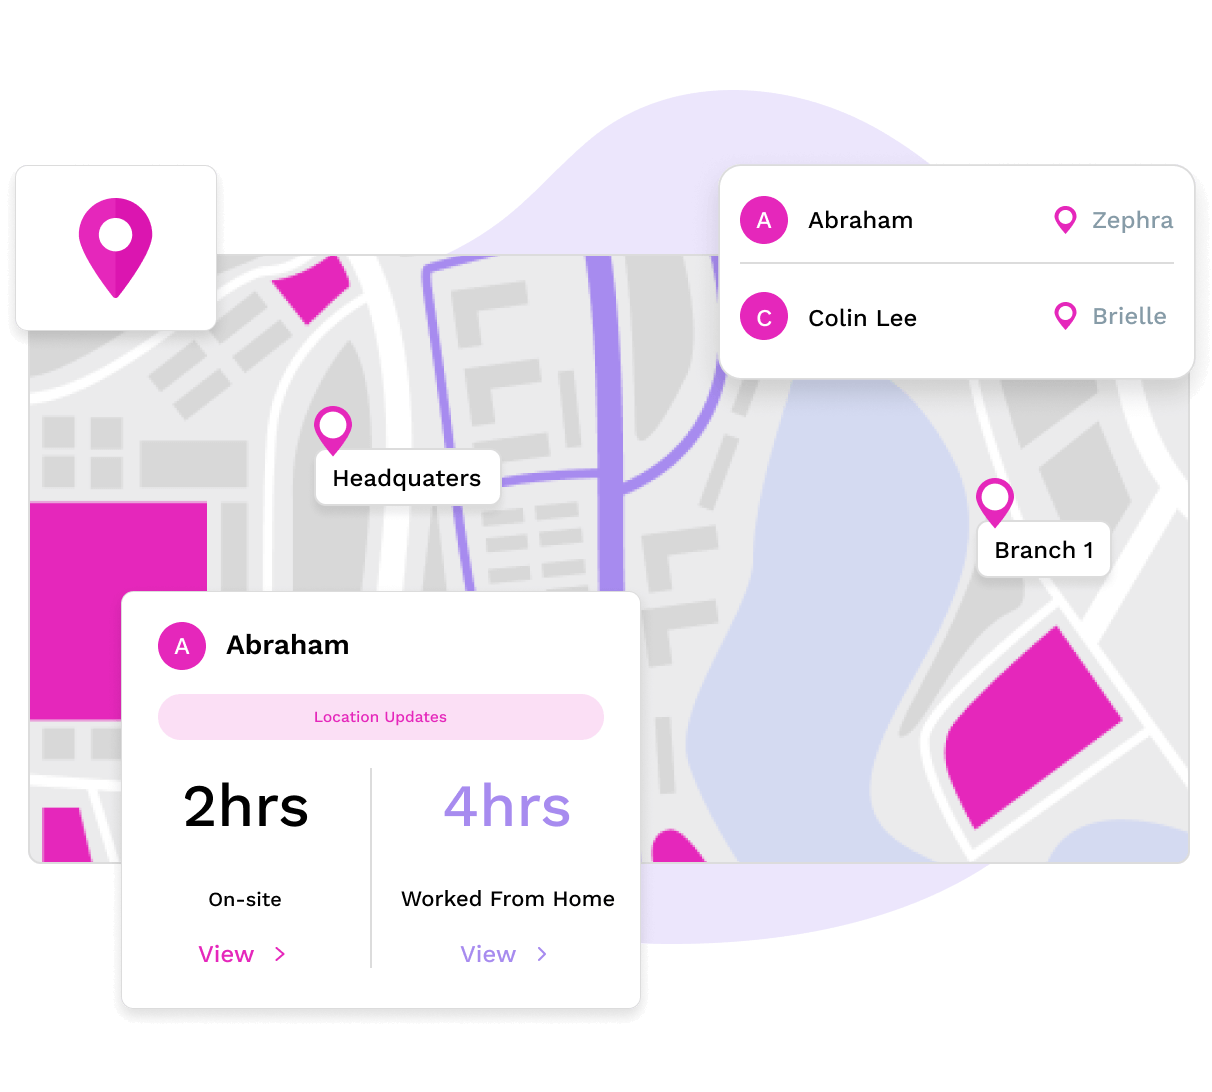 A Abraham Zephra
C Colin Lee Brielle
Headquaters
Branch 1
A Abraham
Location Updates
2hrs 4hrs
On-site Worked From Home
View > View >